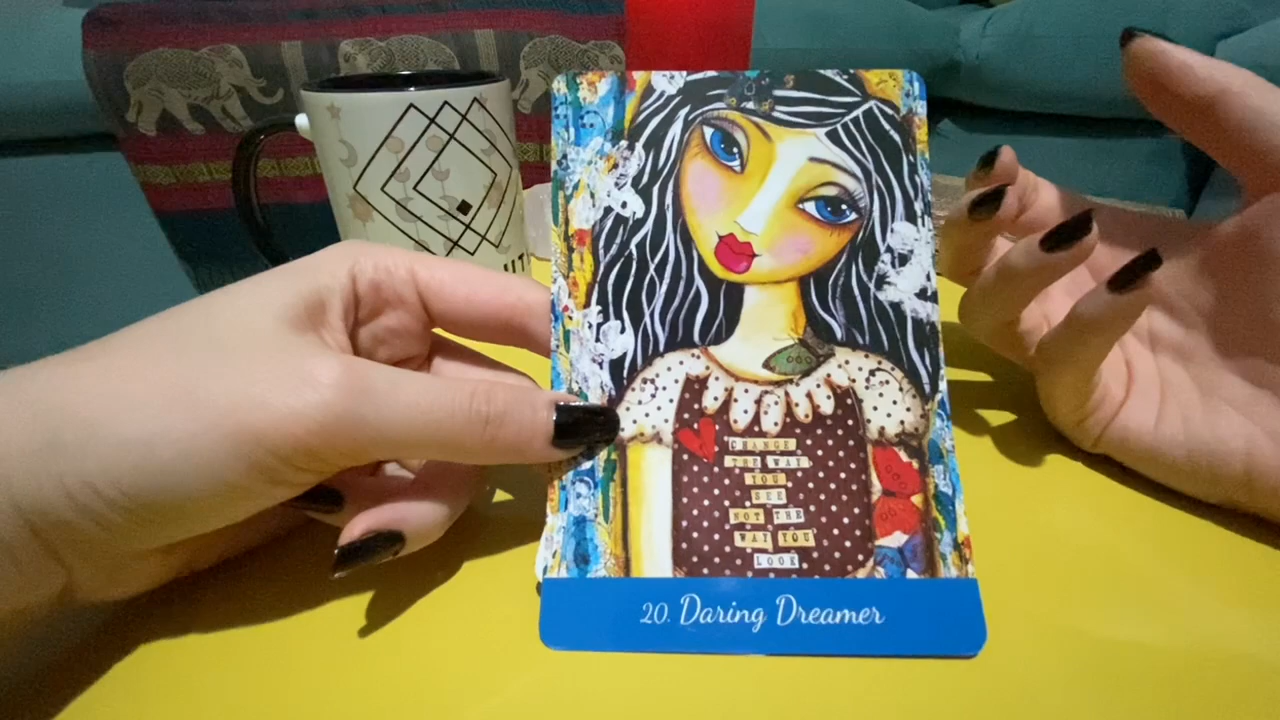 CHANGE
THE WAY
YOU
SEE
NOT THE
WAY YOU
LOOK
20. Daring Dreamer